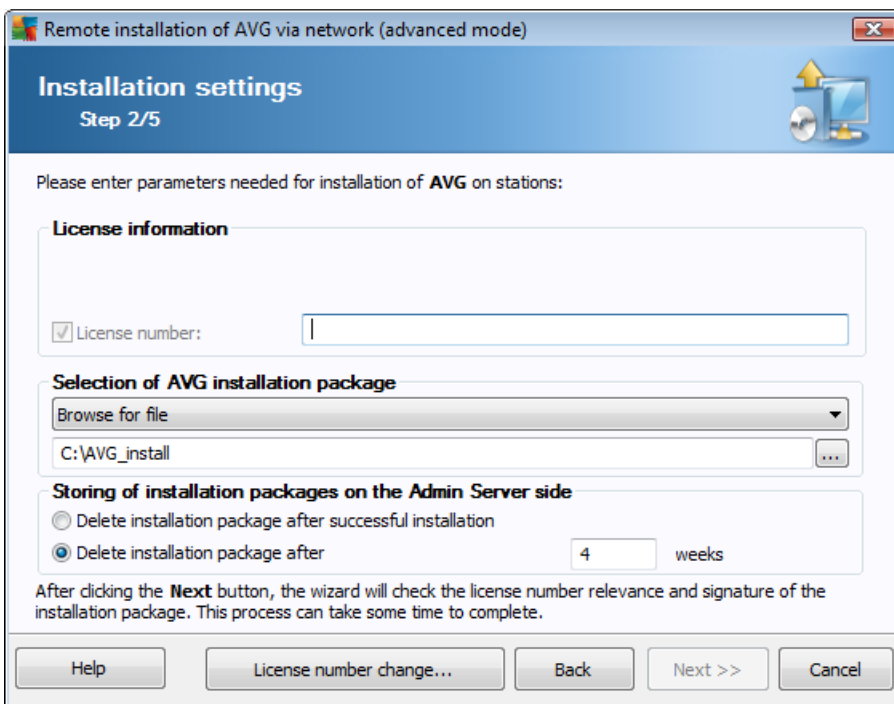 Remote installation of AVG via network (advanced mode)
Installation settings
Step 2/5
Please enter parameters needed for installation of AVG on stations:
License information
License number:
Selection of AVG installation package
Browse for file
C:\AVG_install
...
Storing of installation packages on the Admin Server side
Delete installation package after successful installation
Delete installation package after 4 weeks
After clicking the Next button, the wizard will check the license number relevance and signature of the
installation package. This process can take some time to complete.
Help License number change... Back Next >> Cancel